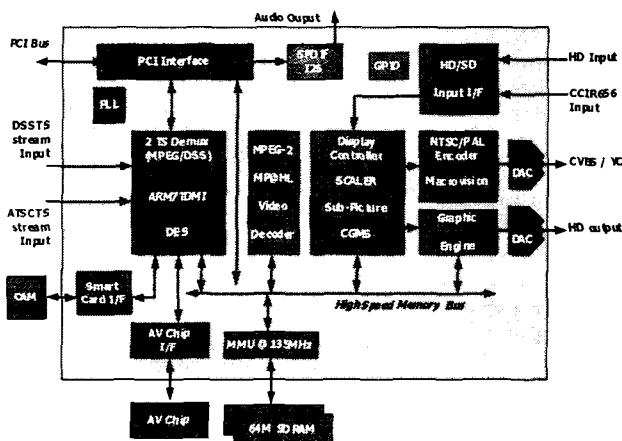 Audio Ouput
PCI Bus
PCI Interface
SPDIF
I2S
GPIO
HD/SD
Input I/F
HD Input
CCIR656
Input
PLL
DSSTS
stream
Input
2 TS Demux
(MPEG/DSS)
ARM7TDMI
DES
ATSCTS
stream
Input
MPEG-2
MP@HL
Video
Decoder
Display
Controller
SCALER
Sub-Picture
CGMS
NTSC/PAL
Encoder
Macrovision
DAC
CVBS / YC
Graphic
Engine
DAC
HD output
CAM
Smart
Card I/F
High Speed Memory Bus
AV Chip
I/F
MMU @ 135MHz
AV Chip
64M SDRAM